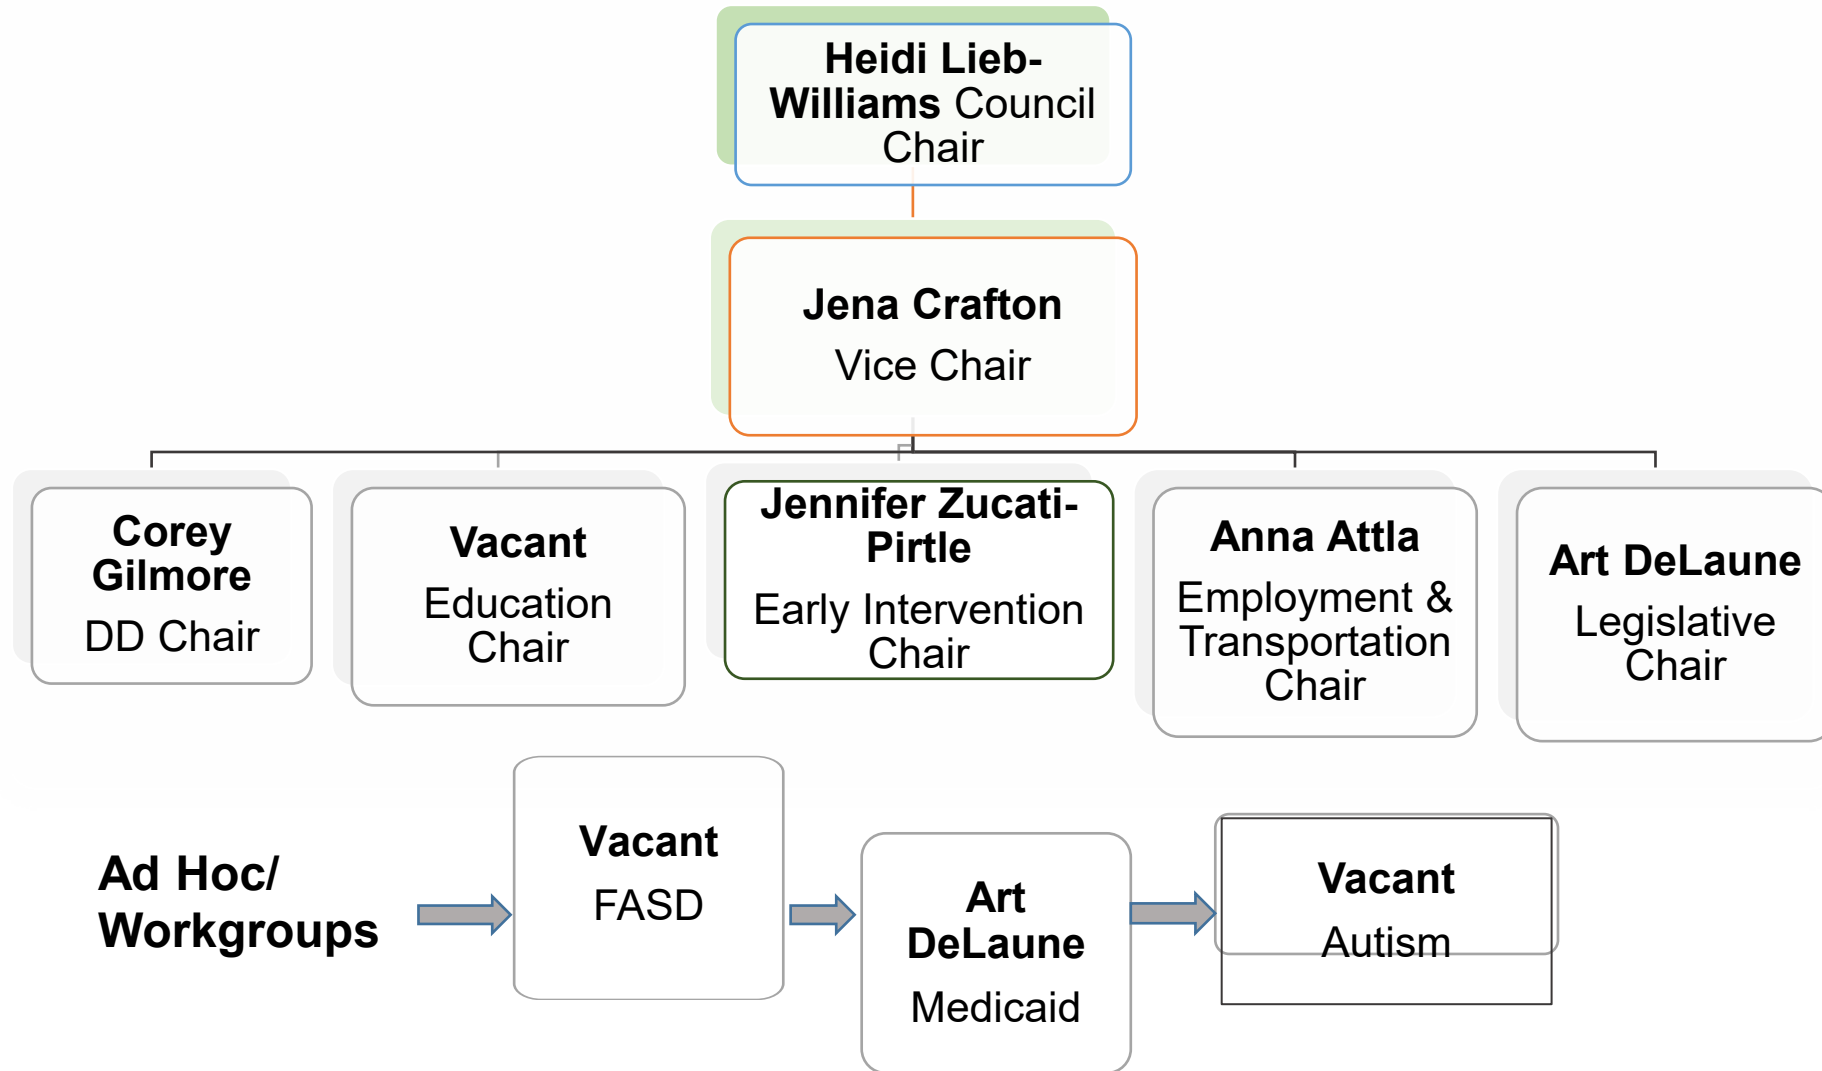 Heidi Lieb-
Williams Council
Chair
Jena Crafton
Vice Chair
Corey
Gilmore
DD Chair
Vacant
Education
Chair
Jennifer Zucati-
Pirtle
Early Intervention
Chair
Anna Attla
Employment &
Transportation
Chair
Art DeLaune
Legislative
Chair
Ad Hoc/
Workgroups
Vacant
FASD
Art
DeLaune
Medicaid
Vacant
Autism